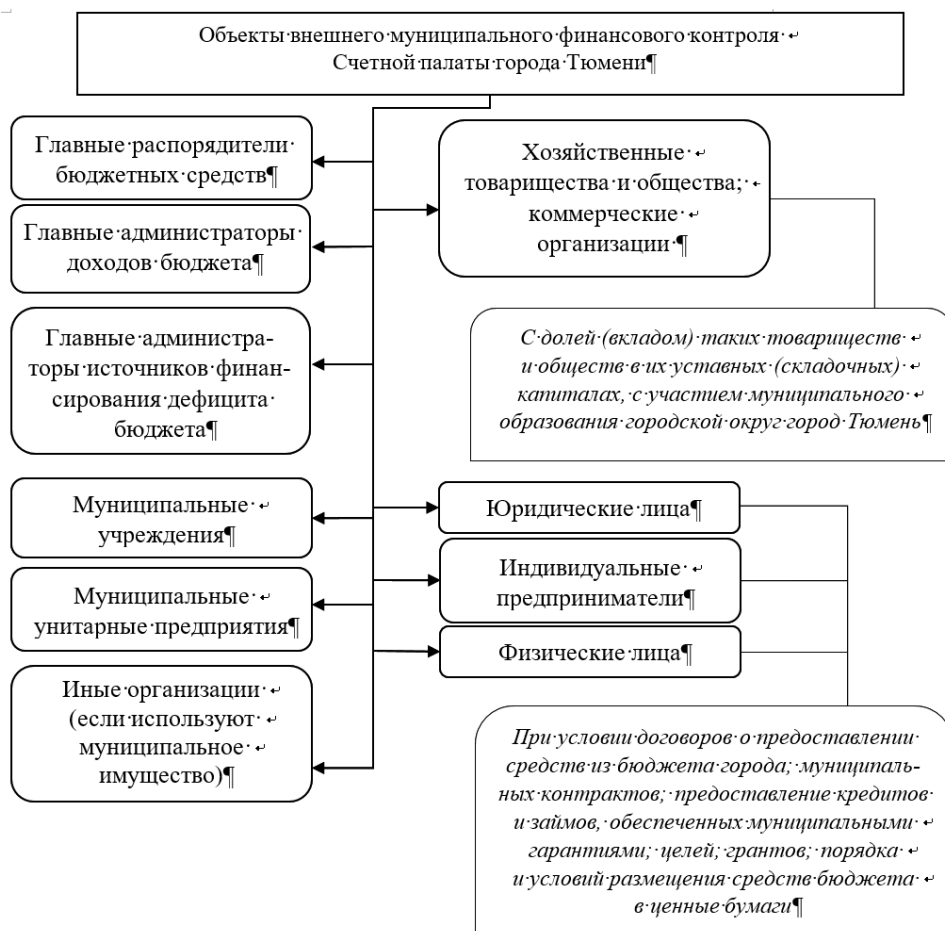 Объекты внешнего муниципального финансового контроля
Счетной палаты города Тюмени
Главные распорядители
бюджетных средств
Главные администраторы
доходов бюджета
Главные администра-
торы источников финан-
сирования дефицита
бюджета
Муниципальные
учреждения
Муниципальные
унитарные предприятия
Иные организации
(если используют
муниципальное
имущество)
Хозяйственные
товарищества и общества;
коммерческие
организации
С долей (вкладом) таких товариществ
и обществ в их уставных (складочных)
капиталах, с участием муниципального
образования городской округ город Тюмень
Юридические лица
Индивидуальные
предприниматели
Физические лица
При условии договоров о предоставлении
средств из бюджета города; муниципаль-
ных контрактов; предоставление кредитов
и займов, обеспеченных муниципальными
гарантиями; целей; грантов; порядка
и условий размещения средств бюджета
в ценные бумаги